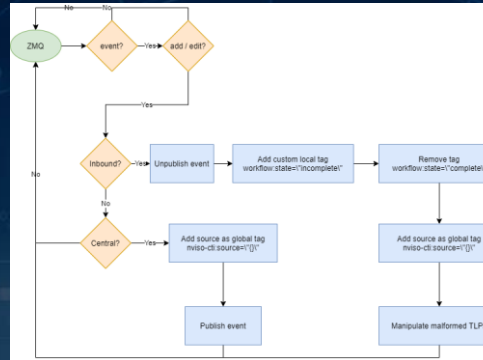 No
No
ZMQ
event?
Yes
add / edit?
Yes
Inbound?
Yes
Unpublish event
Add custom local tag
workflow:state=\"incomplete\"
Remove tag
workflow:state=\"complete\"
No
No
Central?
Yes
Add source as global tag
nviso-cti:source=\"{}\"
Add source as global tag
nviso-cti:source=\"{}\"
Publish event
Manipulate malformed TLP